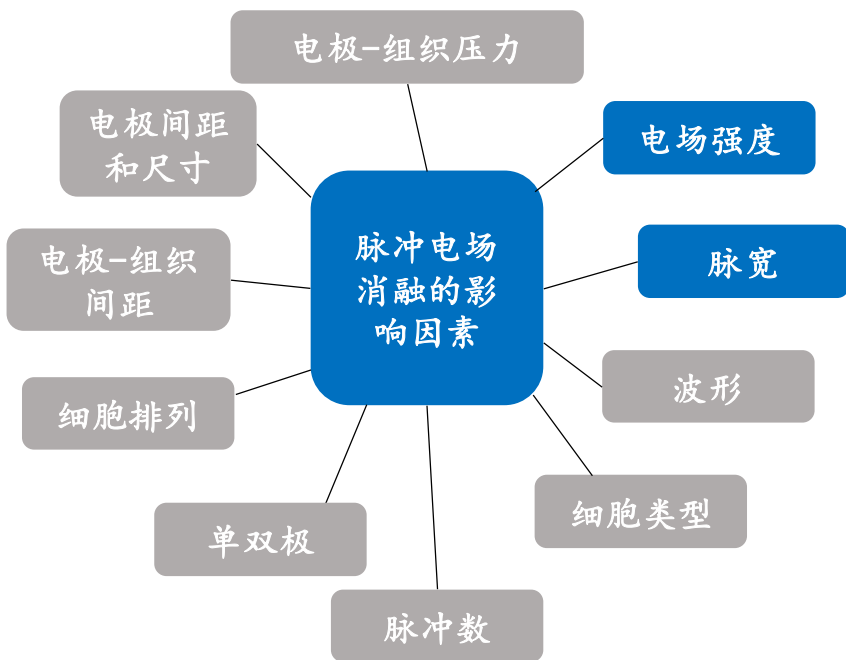 电极-组织压力
电极间距
和尺寸
电场强度
电极-组织
间距
脉冲电场
消融的影
响因素
脉宽
细胞排列
波形
单双极
细胞类型
脉冲数